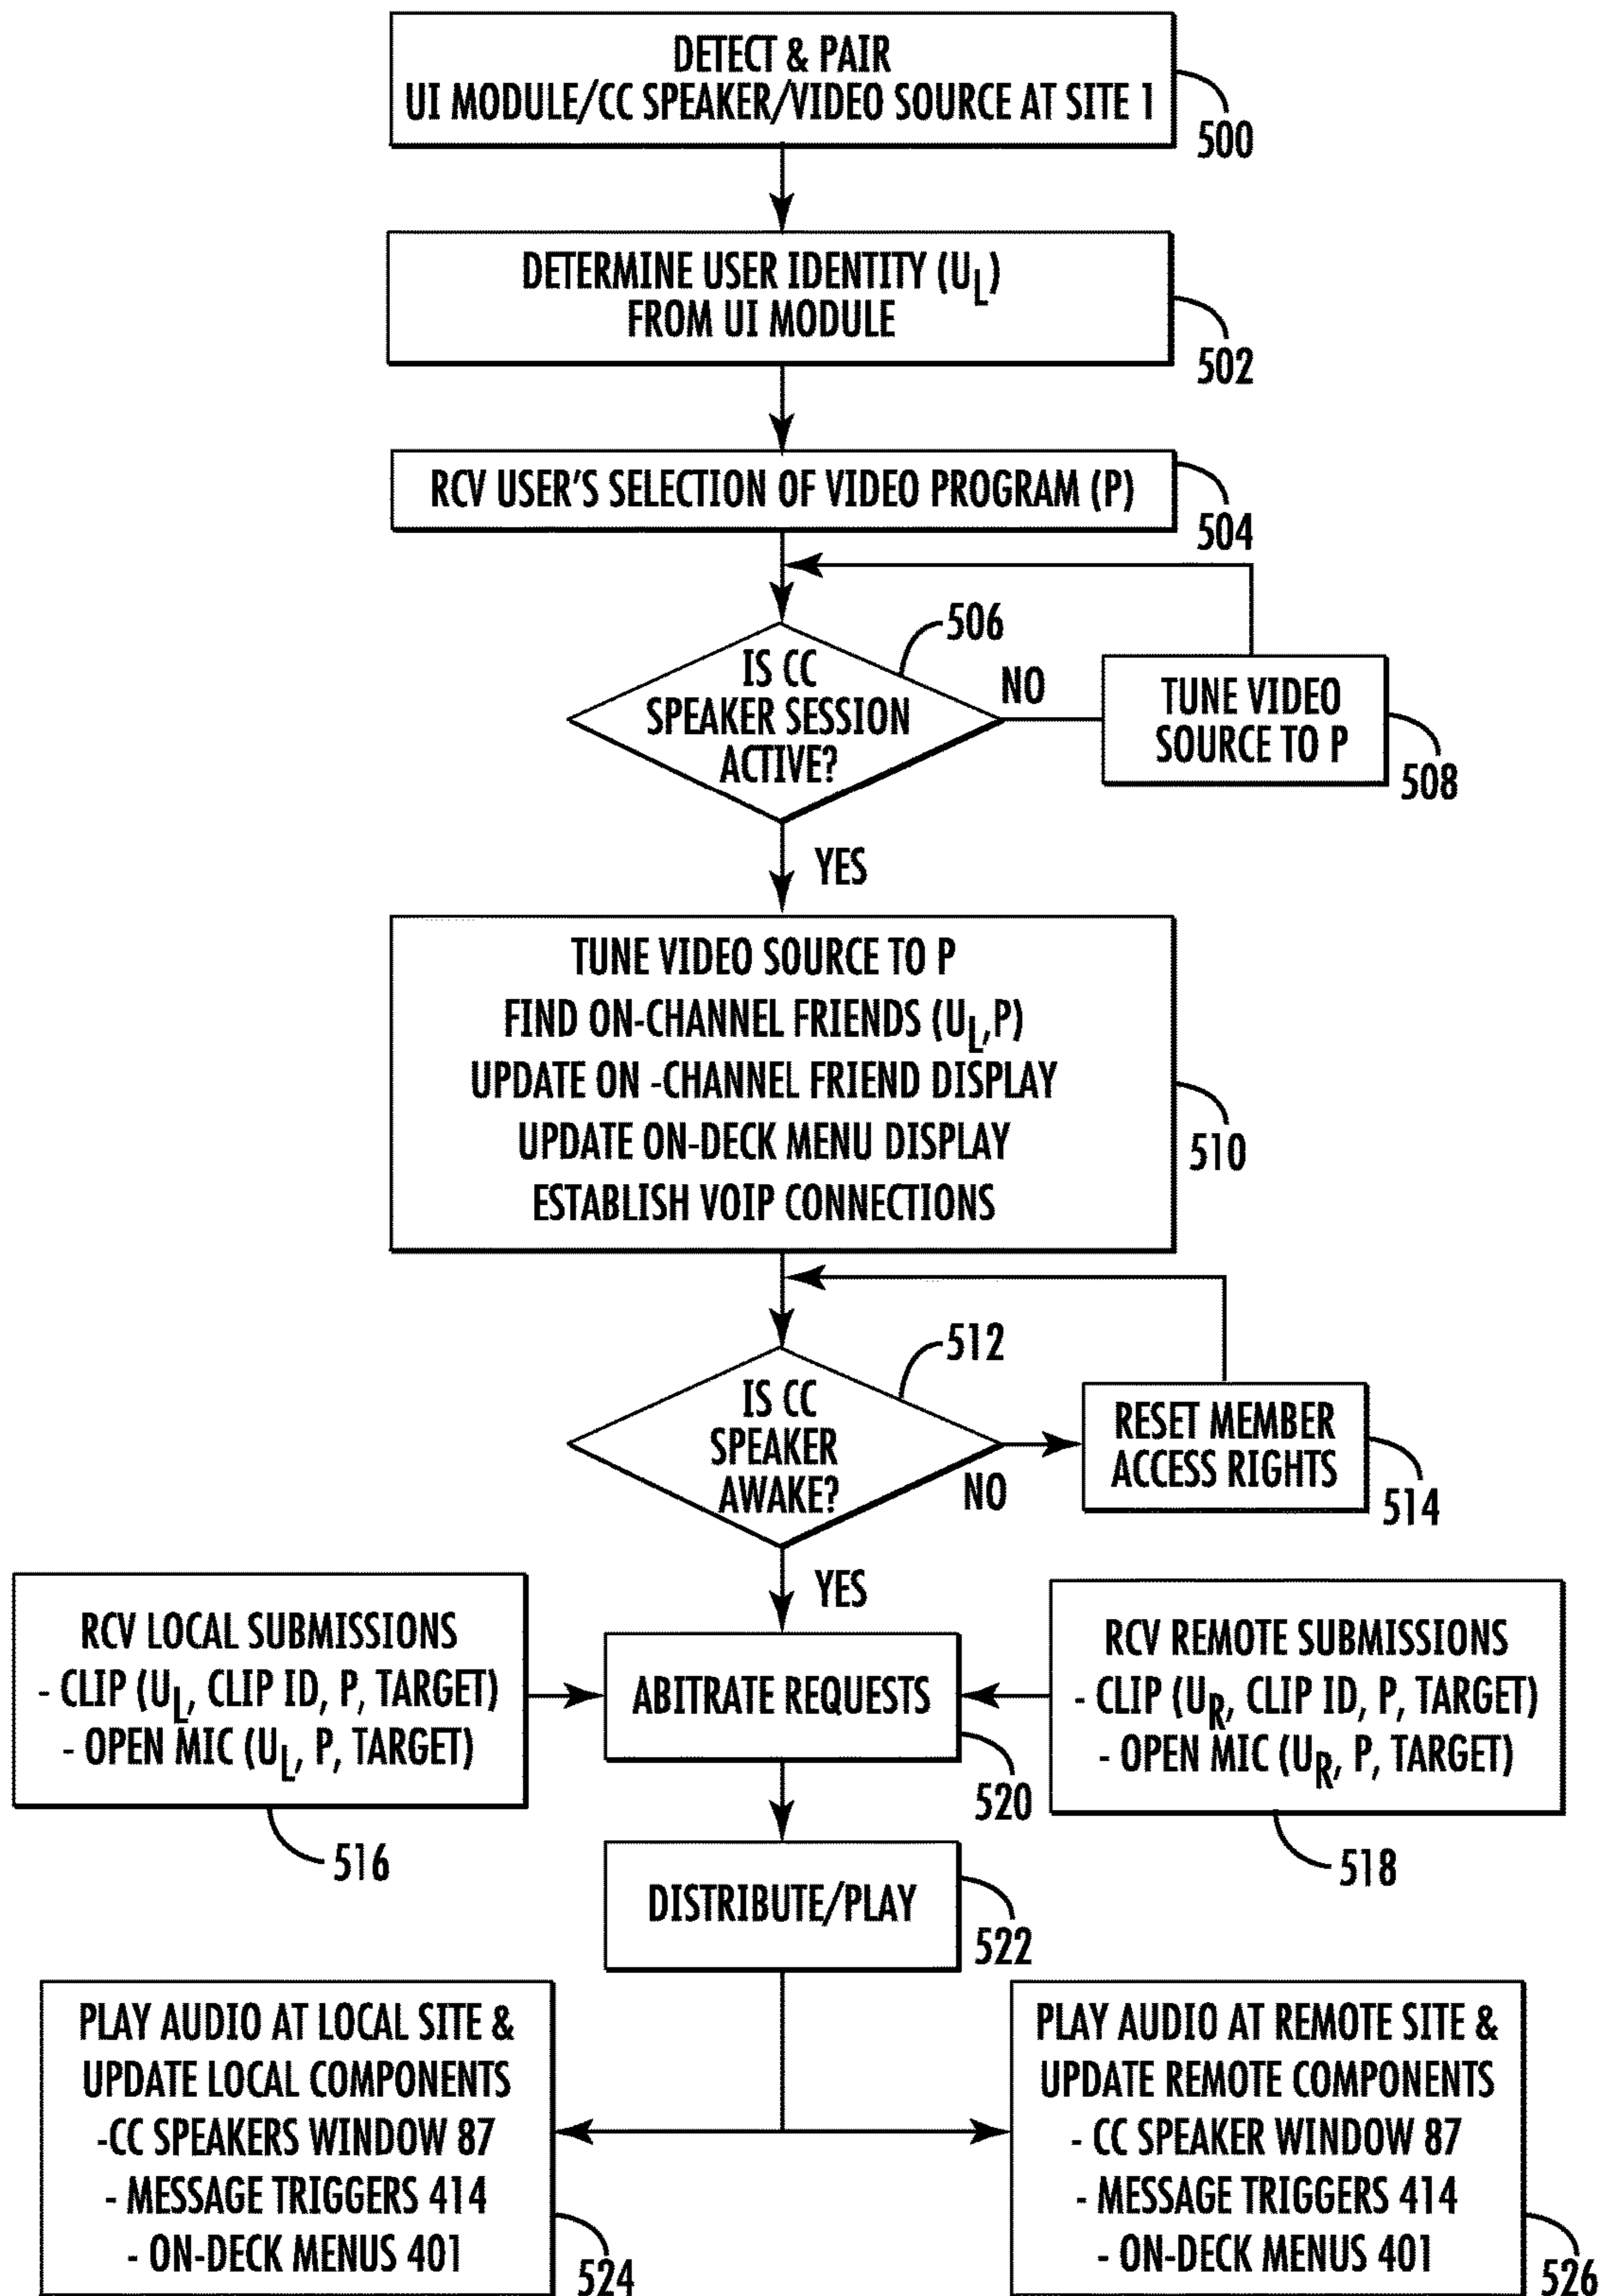 DETECT & PAIR
UI MODULE/CC SPEAKER/VIDEO SOURCE AT SITE 1
500
DETERMINE USER IDENTITY (UL)
FROM UI MODULE
502
RCV USER'S SELECTION OF VIDEO PROGRAM (P)
504
506
IS CC
SPEAKER SESSION
ACTIVE?
NO
TUNE VIDEO
SOURCE TO P
508
YES
TUNE VIDEO SOURCE TO P
FIND ON-CHANNEL FRIENDS (UL,P)
UPDATE ON -CHANNEL FRIEND DISPLAY
UPDATE ON-DECK MENU DISPLAY
ESTABLISH VOIP CONNECTIONS
510
512
IS CC
SPEAKER
AWAKE?
NO
RESET MEMBER
ACCESS RIGHTS
514
YES
RCV LOCAL SUBMISSIONS
- CLIP (UL, CLIP ID, P, TARGET)
- OPEN MIC (UL, P, TARGET)
516
ABITRATE REQUESTS
520
RCV REMOTE SUBMISSIONS
- CLIP (UR, CLIP ID, P, TARGET)
- OPEN MIC (UR, P, TARGET)
518
DISTRIBUTE/PLAY
522
PLAY AUDIO AT LOCAL SITE &
UPDATE LOCAL COMPONENTS
-CC SPEAKERS WINDOW 87
- MESSAGE TRIGGERS 414
- ON-DECK MENUS 401
524
PLAY AUDIO AT REMOTE SITE &
UPDATE REMOTE COMPONENTS
- CC SPEAKER WINDOW 87
- MESSAGE TRIGGERS 414
- ON-DECK MENUS 401
526